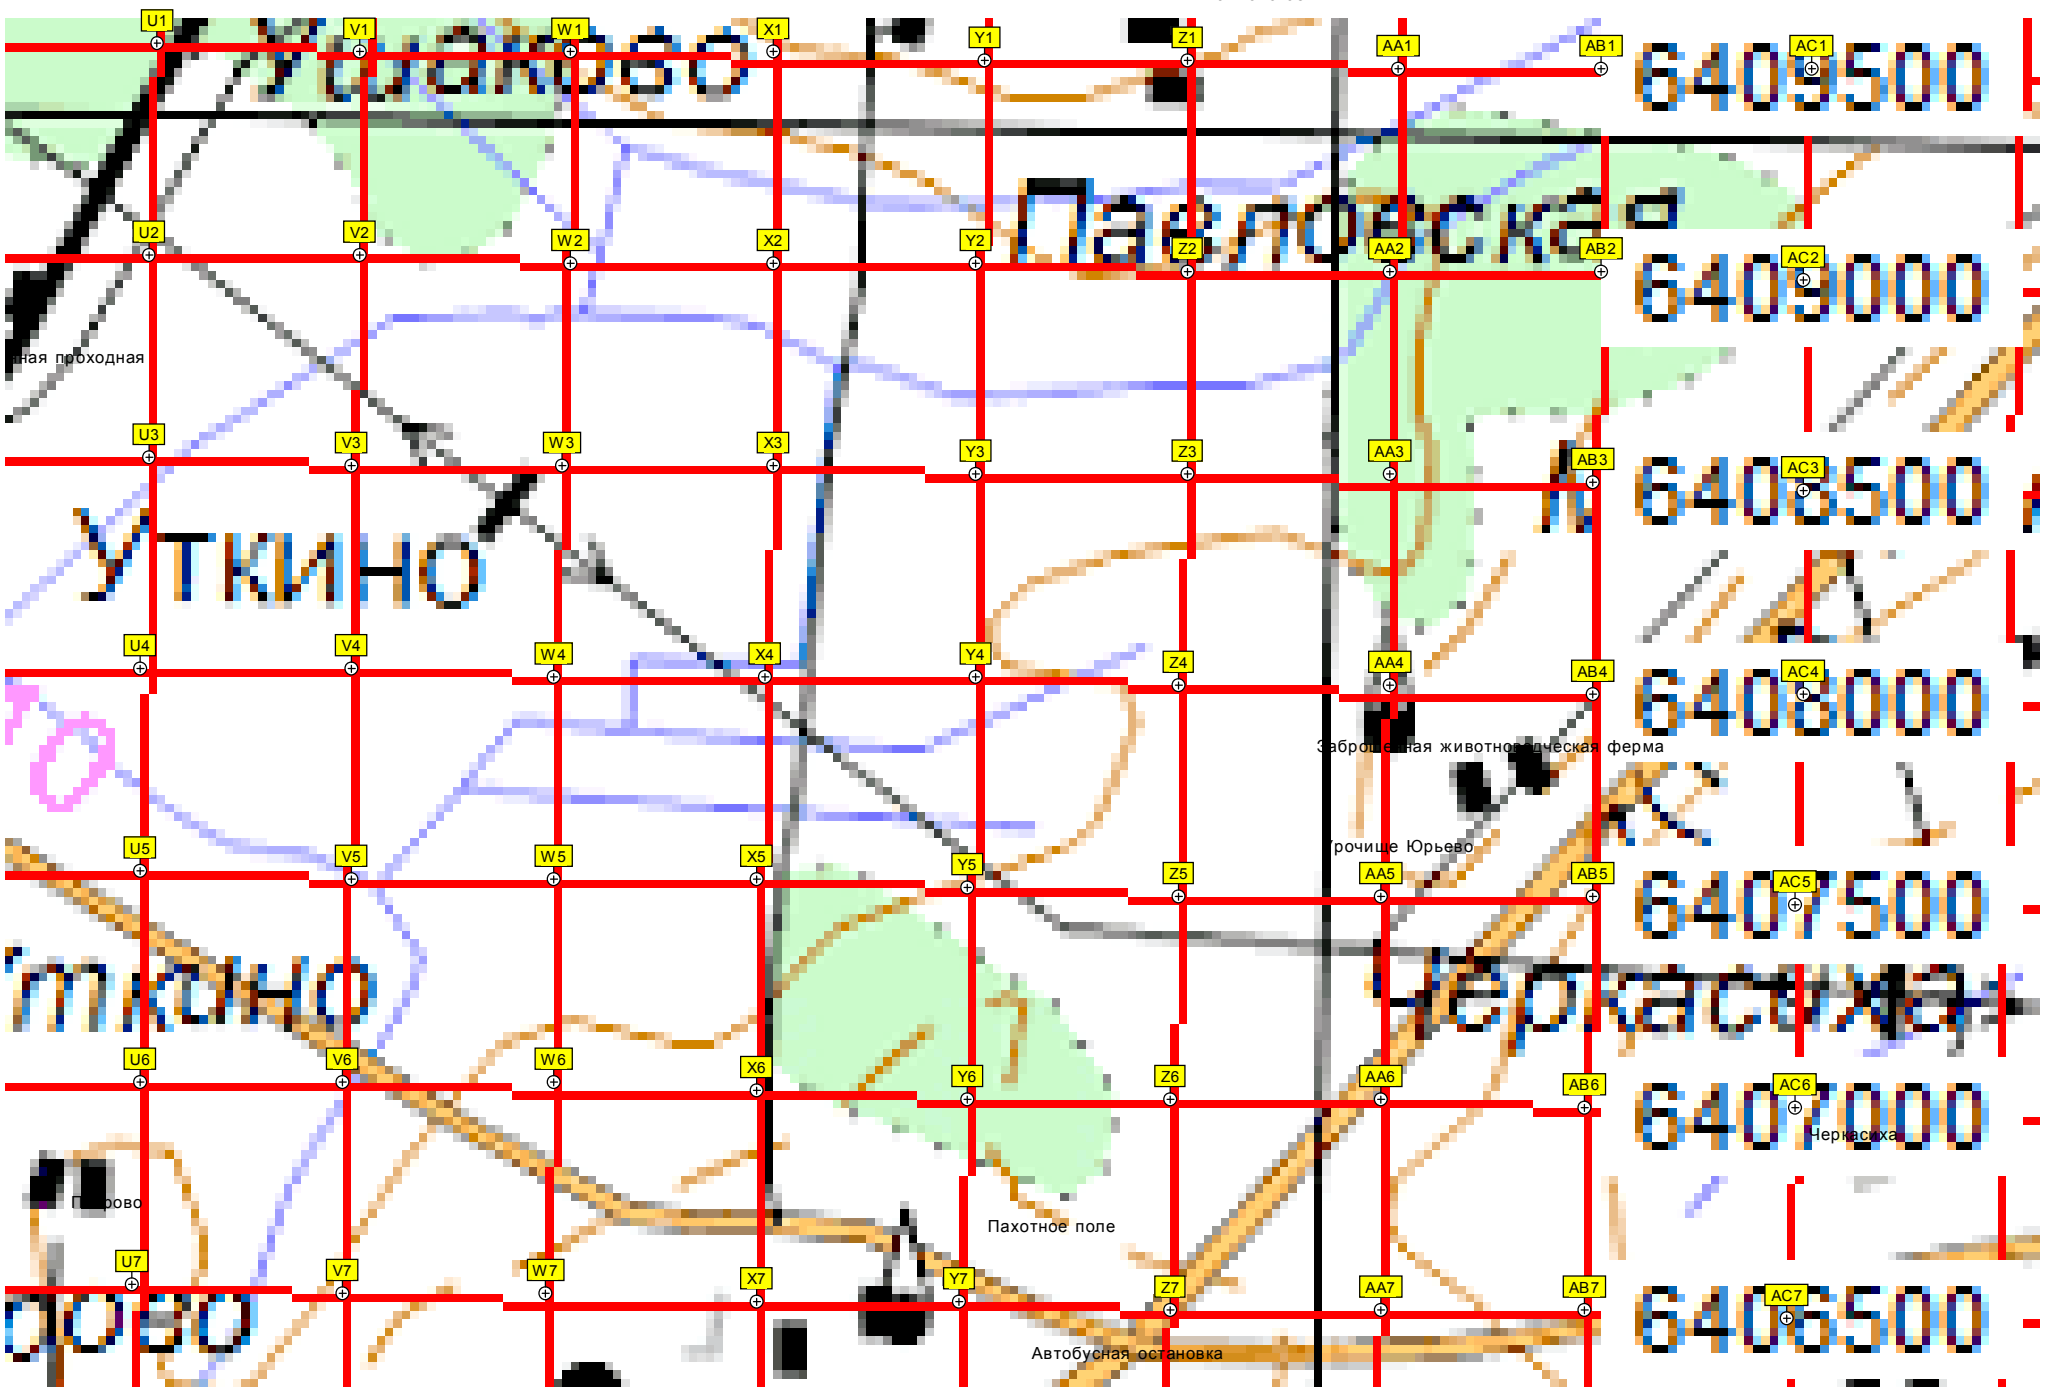 U1 V1 W1 X1 Y1 Z1 AA1 AB1 AC1
Ушаково
6409500
Павловская
U2 V2 W2 X2 Y2 Z2 AA2 AB2 AC2
6409000
ная проходная
U3 V3 W3 X3 Y3 Z3 AA3 AB3 AC3
6408500
Уткино
U4 V4 W4 X4 Y4 Z4 AA4 AB4 AC4
6408000
Заброшенная животноводческая ферма
Урочище Юрьево
U5 V5 W5 X5 Y5 Z5 AA5 AB5 AC5
6407500
ткино
Черкасиха
U6 V6 W6 X6 Y6 Z6 AA6 AB6 AC6
6407000
Черкасиха
Пахотное поле
U7 V7 W7 X7 Y7 Z7 AA7 AB7 AC7
6406500
рово
Автобусная остановка